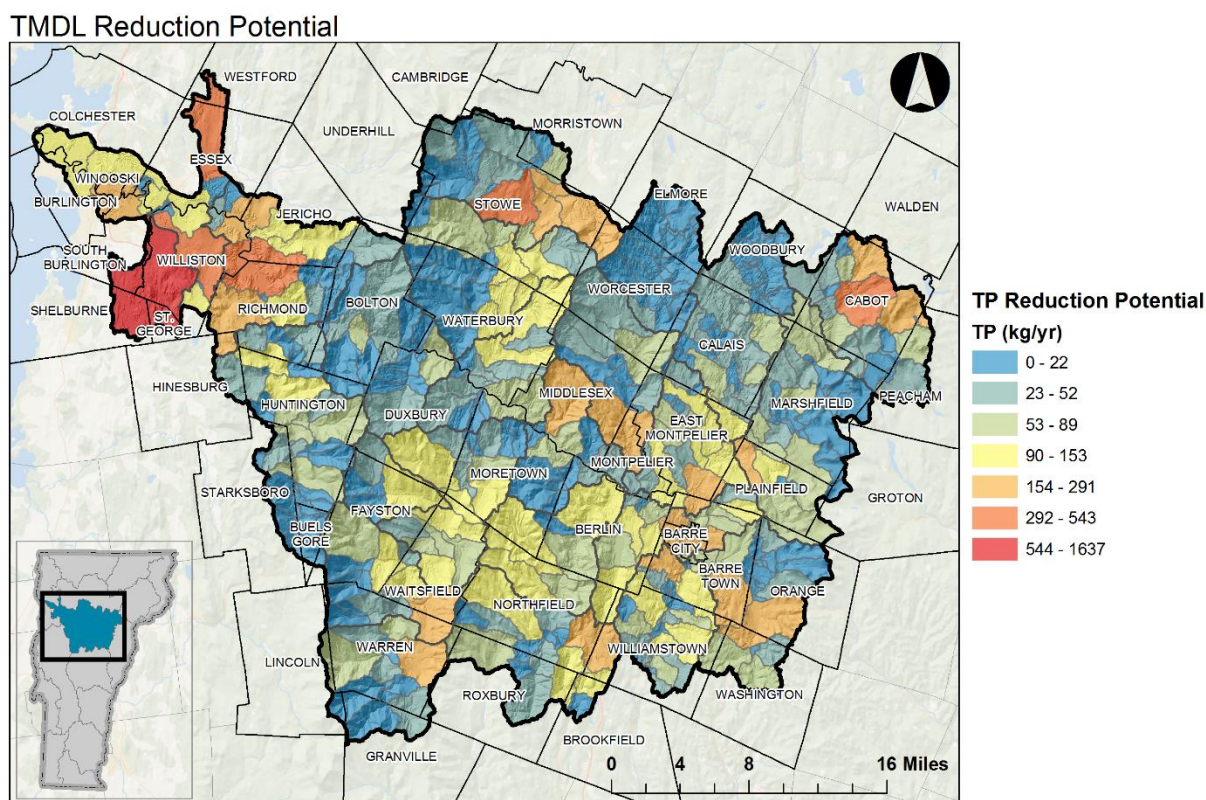 TMDL Reduction Potential
WESTFORD
CAMBRIDGE
COLCHESTER
UNDERHILL
MORRISTOWN
ESSEX
WINOOSKI
ELMORE
WALDEN
BURLINGTON
JERICHO
STOWE
WOODBURY
SOUTH
BURLINGTON
WILLISTON
CABOT
SHELBURNE
ST.
GEORGE
RICHMOND
BOLTON
WORCESTER
WATERBURY
CALAIS
HINESBURG
HUNTINGTON
DUXBURY
MIDDLESEX
MARSHFIELD
PEACHAM
EAST
MONTPELIER
MORETOWN
MONTPELIER
PLAINFIELD
STARKSBORO
GROTON
BUELS
GORE
FAYSTON
BERLIN
BARRE
CITY
BARRE
TOWN
ORANGE
WAITSFIELD
NORTHFIELD
LINCOLN
WARREN
WILLIAMSTOWN
ROXBURY
WASHINGTON
BROOKFIELD
GRANVILLE
0 4 8 16 Miles
TP Reduction Potential
TP (kg/yr)
0 - 22
23 - 52
53 - 89
90 - 153
154 - 291
292 - 543
544 - 1637